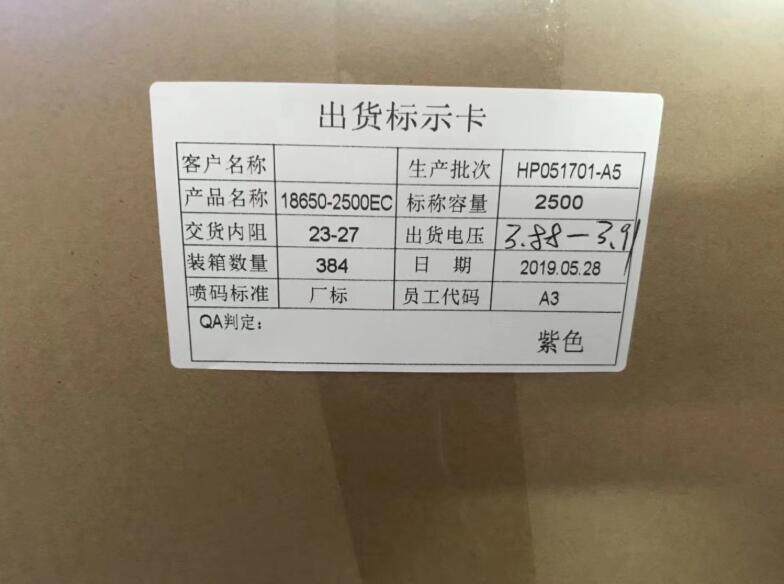 出货标示卡
客户名称 生产批次 HP051701-A5
产品名称 18650-2500EC 标称容量 2500
交货内阻 23-27 出货电压 3.88-3.91
装箱数量 384 日 期 2019.05.28
喷码标准 厂标 员工代码 A3
QA判定:
紫色